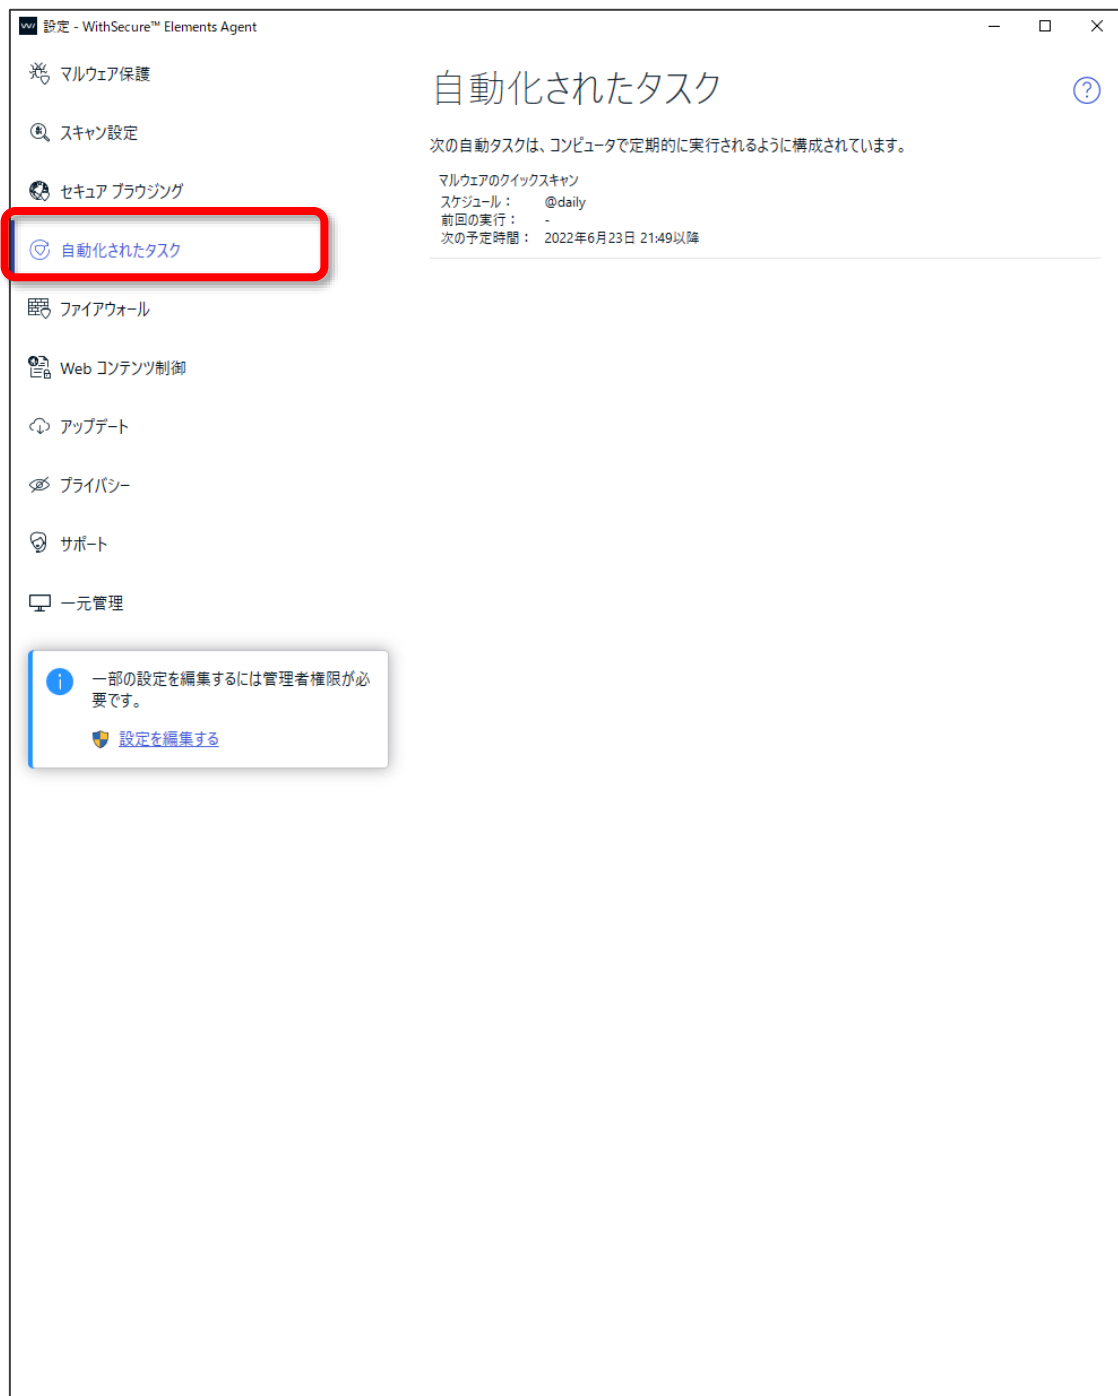 設定 - WithSecure™ Elements Agent
マルウェア保護
スキャン設定
セキュア ブラウジング
自動化されたタスク
ファイアウォール
Web コンテンツ制御
アップデート
プライバシー
サポート
一元管理
一部の設定を編集するには管理者権限が必
要です。
設定を編集する
自動化されたタスク
次の自動タスクは、コンピュータで定期的に実行されるように構成されています。
マルウェアのクイックスキャン
スケジュール： @daily
前回の実行： -
次の予定時間： 2022年6月23日 21:49以降